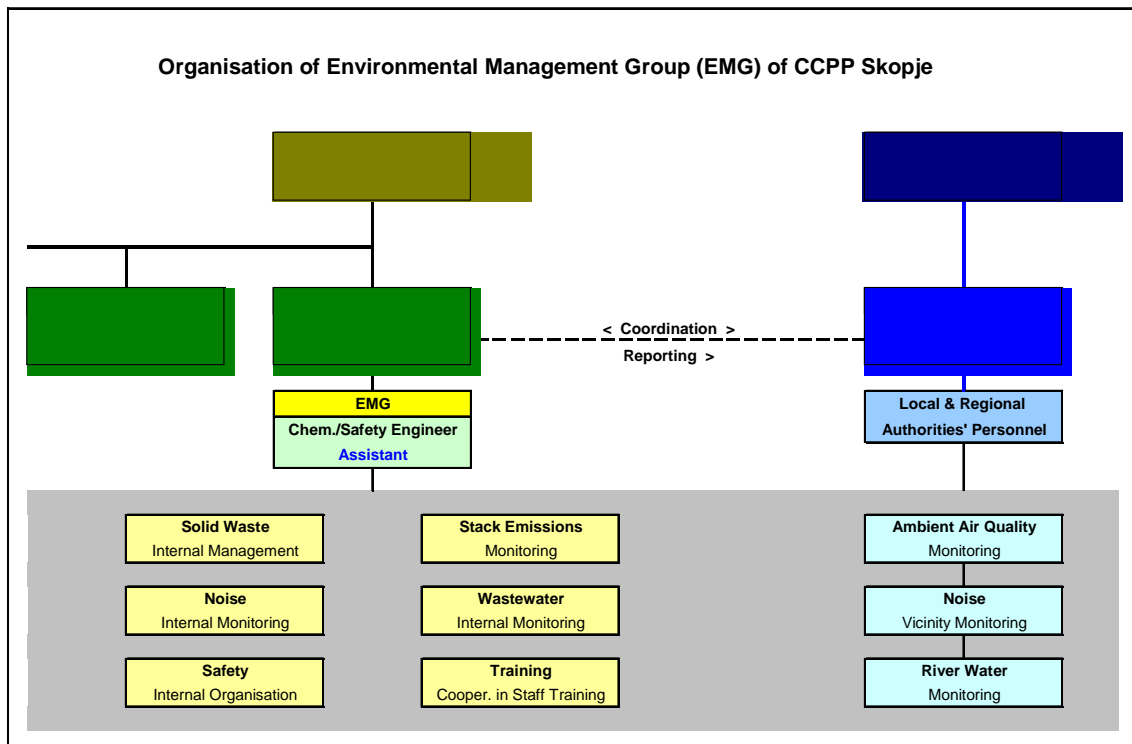 Organisation of Environmental Management Group (EMG) of CCPP Skopje
< Coordination >
Reporting >
EMG
Chem./Safety Engineer
Assistant
Local & Regional
Authorities' Personnel
Solid Waste
Internal Management
Stack Emissions
Monitoring
Ambient Air Quality
Monitoring
Noise
Internal Monitoring
Wastewater
Internal Monitoring
Noise
Vicinity Monitoring
Safety
Internal Organisation
Training
Cooper. in Staff Training
River Water
Monitoring